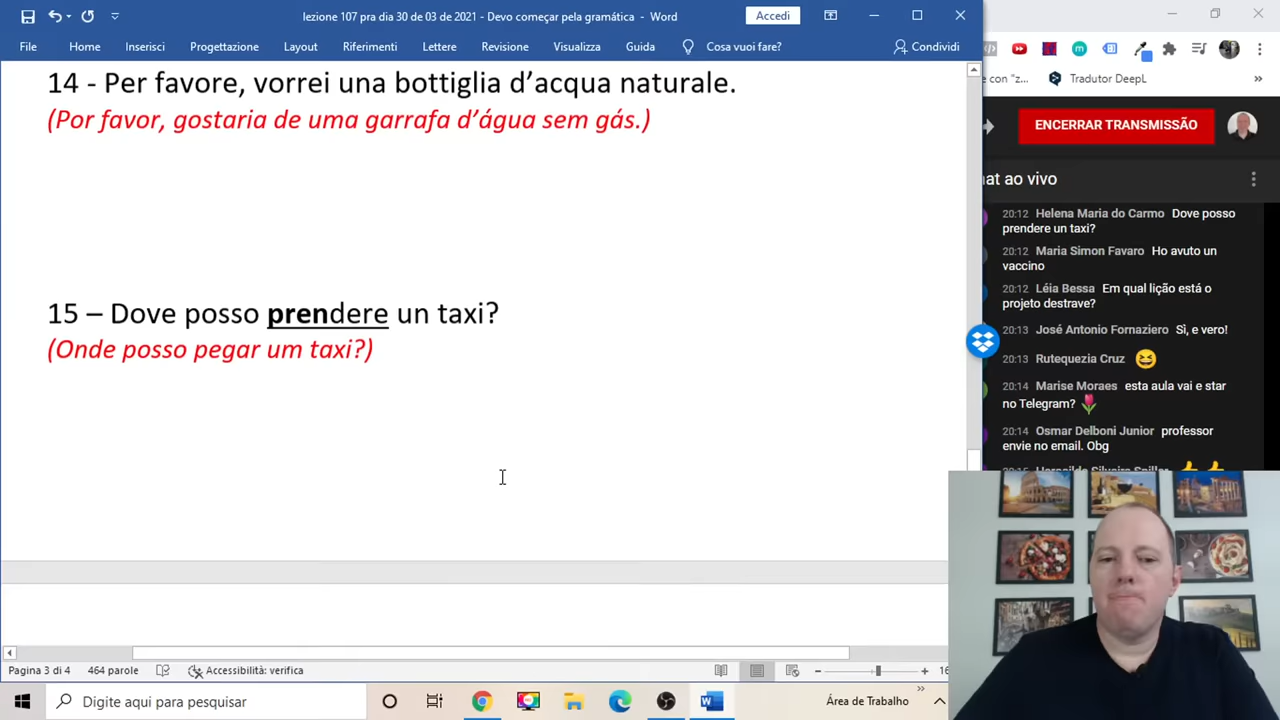 lezione 107 pra dia 30 de 03 de 2021 - Devo começar pela gramática - Word
Accedi
File Home Inserisci Progettazione Layout Riferimenti Lettere Revisione Visualizza Guida Cosa vuoi fare? Condividi
14 - Per favore, vorrei una bottiglia d’acqua naturale.
(Por favor, gostaria de uma garrafa d’água sem gás.)
15 – Dove posso prendere un taxi?
(Onde posso pegar um taxi?)
Pagina 3 di 4 464 parole Accessibilità: verifica
Digite aqui para pesquisar
Área de Trabalho
e con "z...
Tradutor DeepL
ENCERRAR TRANSMISSÃO
hat ao vivo
20:12 Helena Maria do Carmo Dove posso
prendere un taxi?
20:12 Maria Simon Favaro Ho avuto un
vaccino
20:12 Léia Bessa Em qual lição está o
projeto destrave?
20:13 José Antonio Fornaziero Sì, e vero!
20:13 Rutequezia Cruz
20:14 Marise Moraes esta aula vai e star
no Telegram?
20:14 Osmar Delboni Junior professor
envie no email. Obg